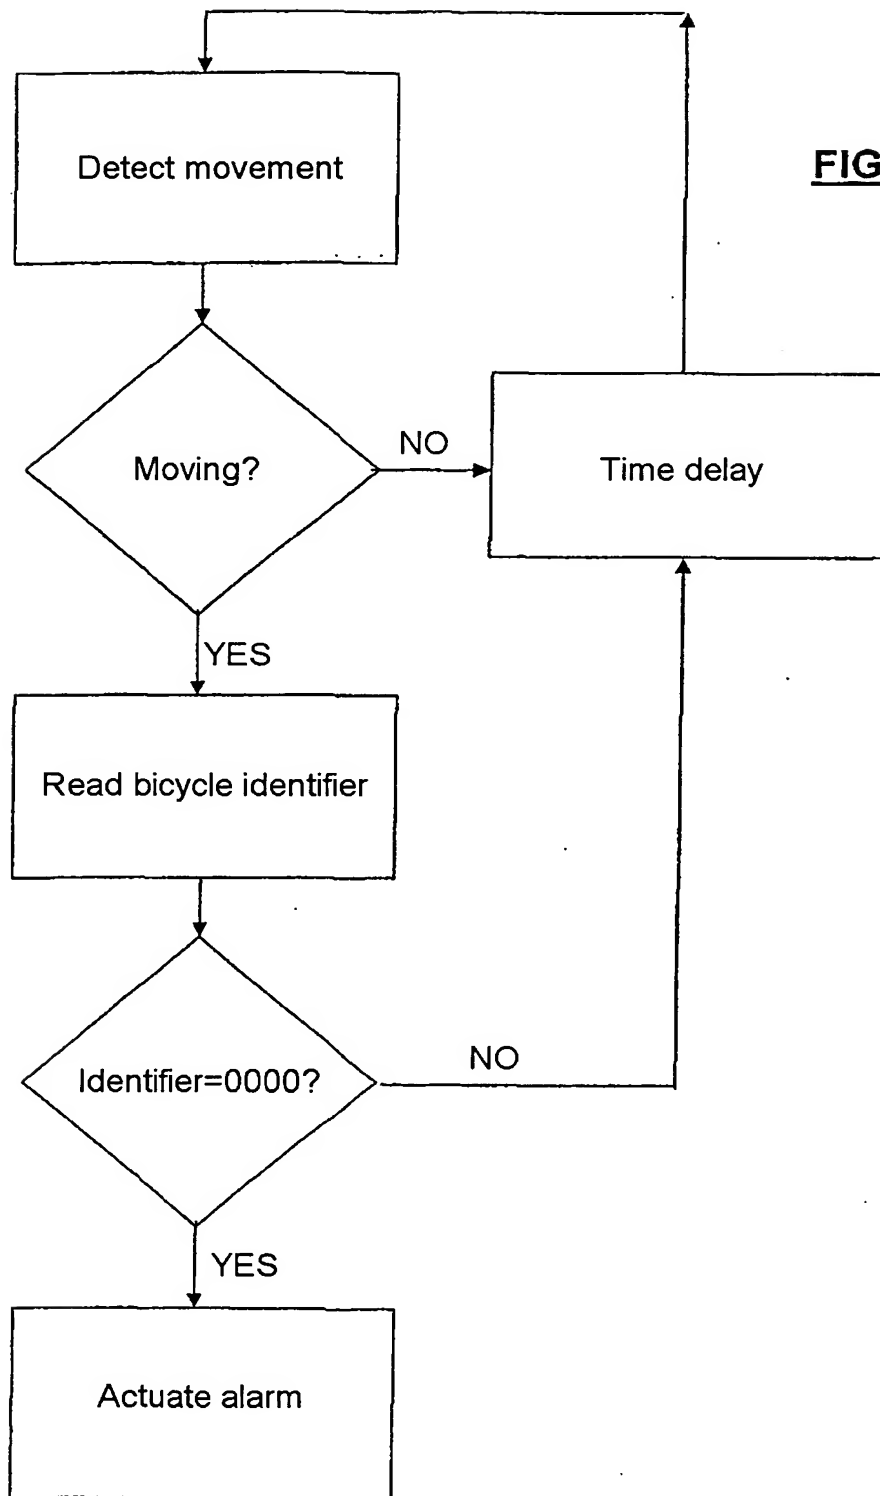 FIG
Detect movement
Moving?
NO
Time delay
YES
Read bicycle identifier
Identifier=0000?
NO
YES
Actuate alarm